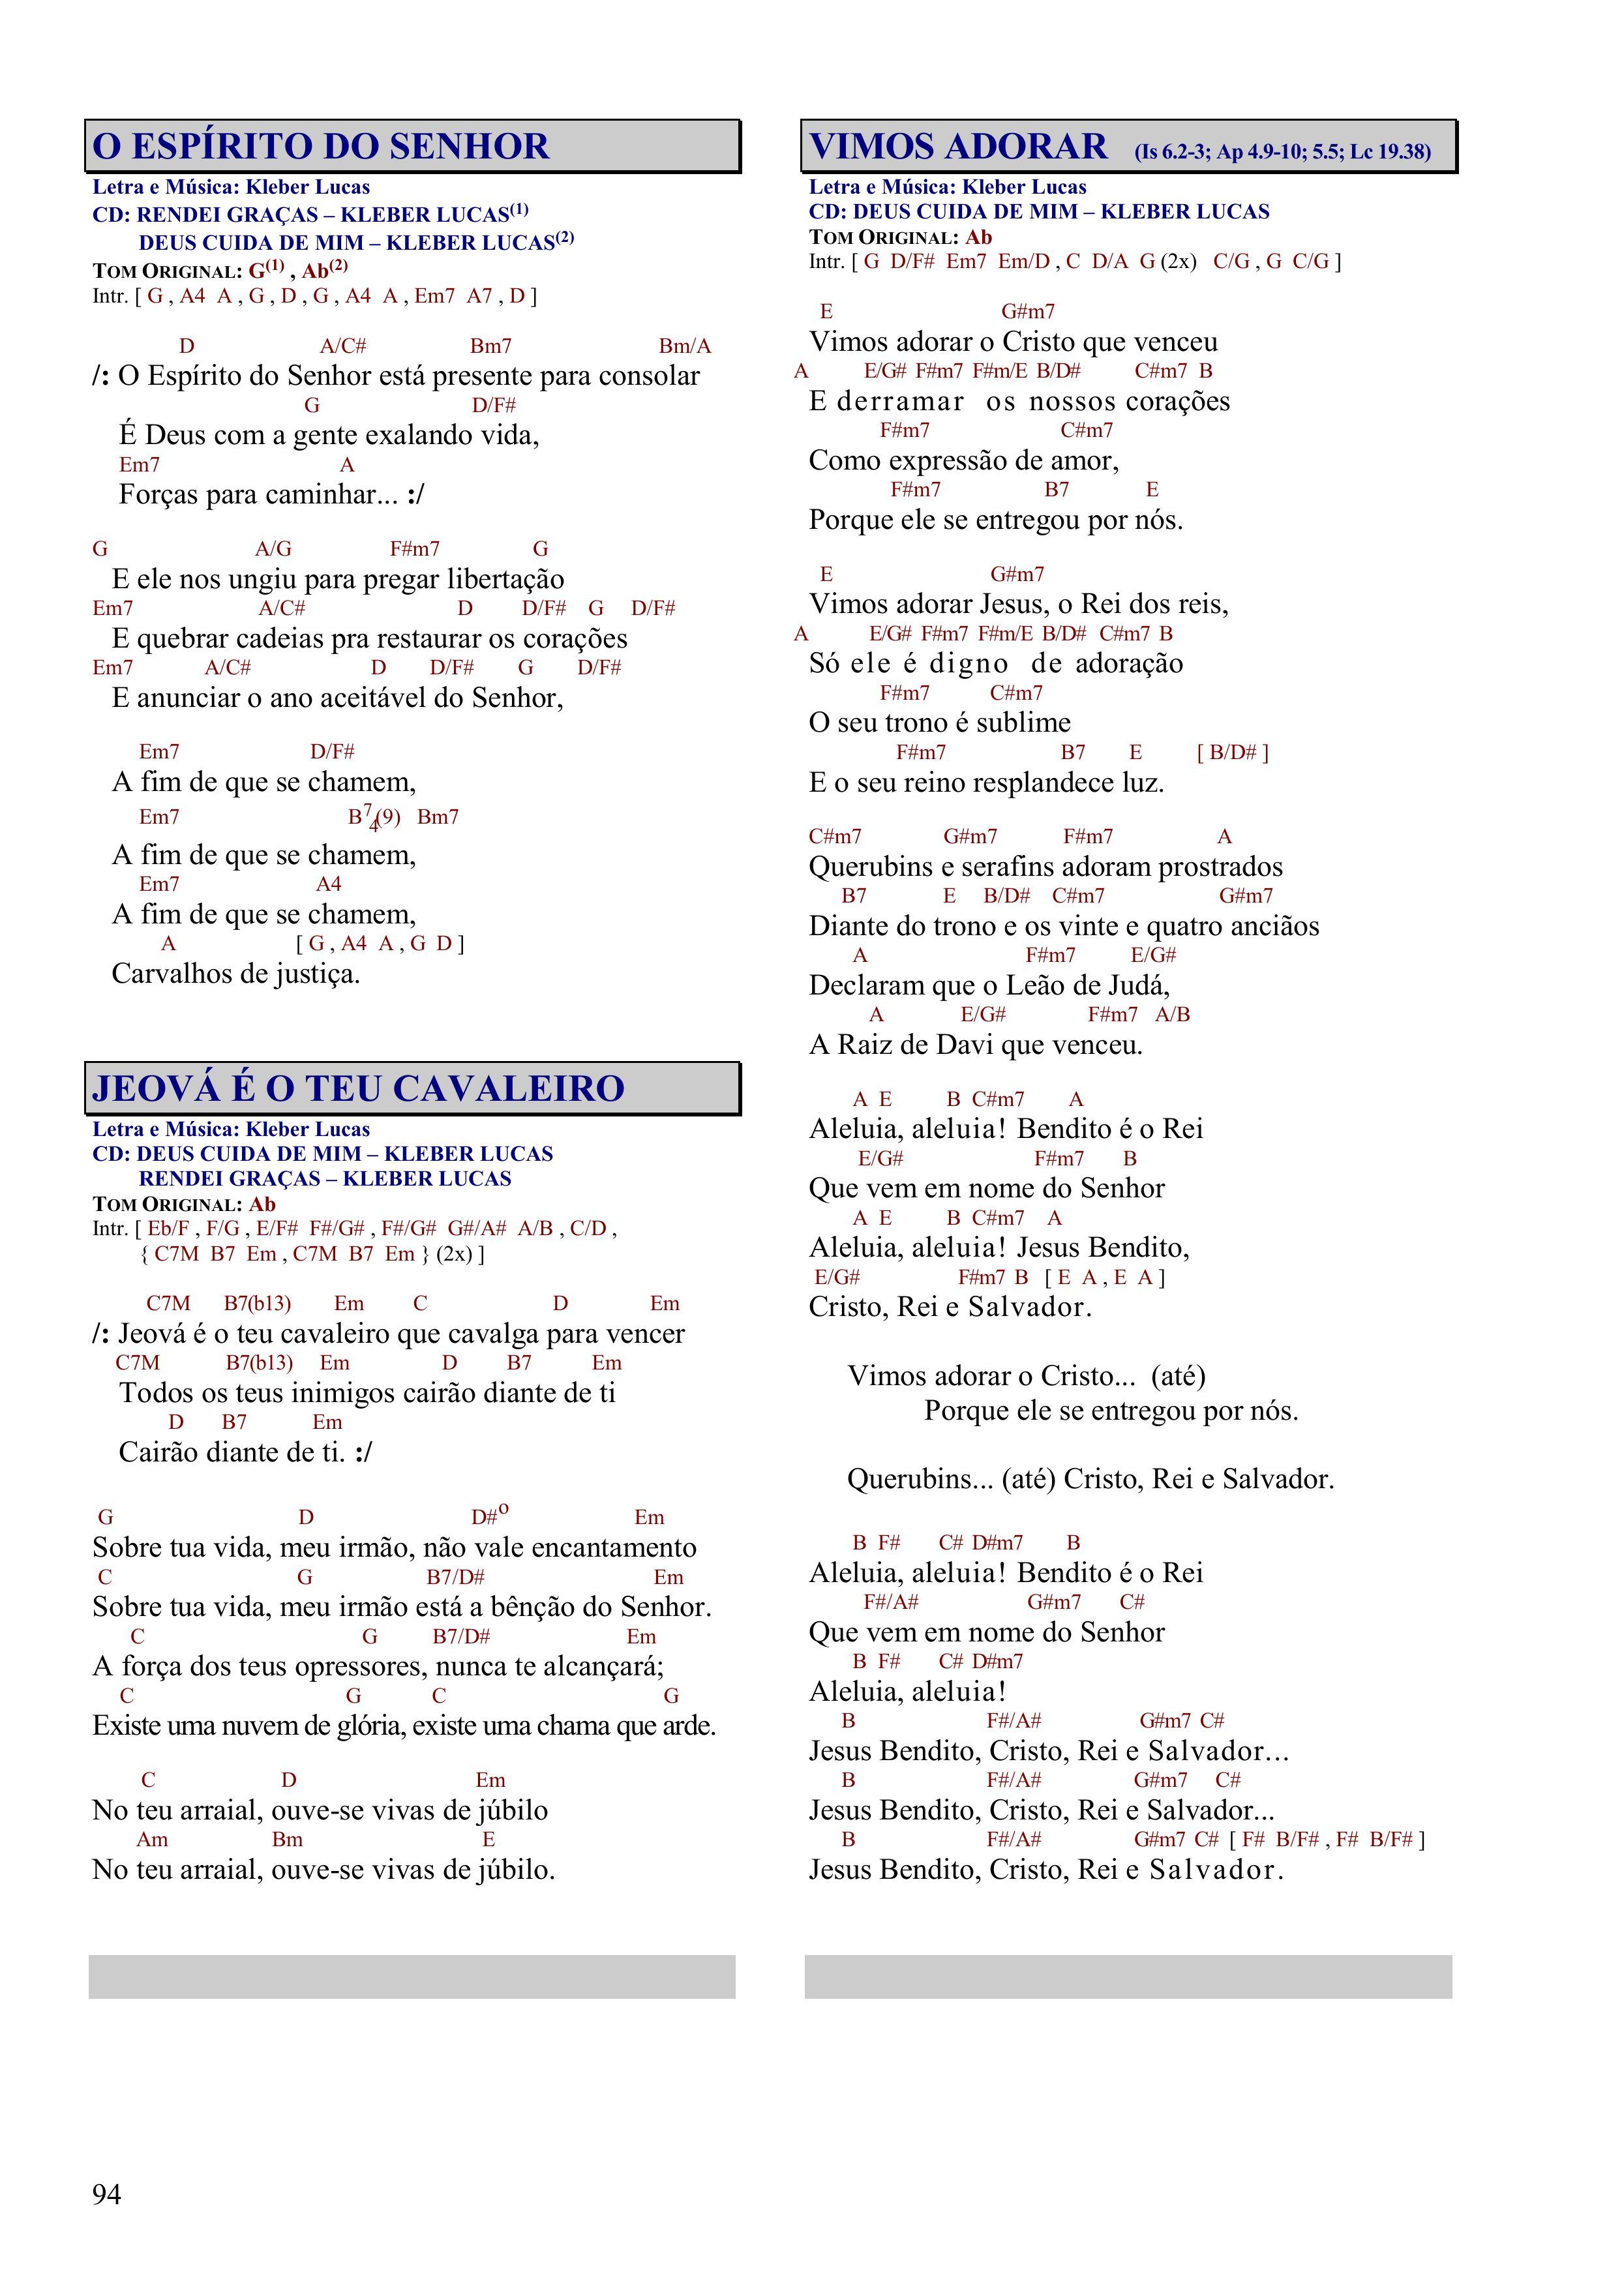 O ESPÍRITO DO SENHOR
Letra e Música: Kleber Lucas
CD: RENDEI GRAÇAS – KLEBER LUCAS(1)
DEUS CUIDA DE MIM – KLEBER LUCAS(2)
TOM ORIGINAL: G(1) , Ab(2)
Intr. [ G , A4 A , G , D , G , A4 A , Em7 A7 , D ]
D A/C# Bm7 Bm/A
/: O Espírito do Senhor está presente para consolar
G D/F#
É Deus com a gente exalando vida,
Em7 A
Forças para caminhar... :/
G A/G F#m7 G
E ele nos ungiu para pregar libertação
Em7 A/C# D D/F# G D/F#
E quebrar cadeias pra restaurar os corações
Em7 A/C# D D/F# G D/F#
E anunciar o ano aceitável do Senhor,
Em7 D/F#
A fim de que se chamem,
Em7 B7 4(9) Bm7
A fim de que se chamem,
Em7 A4
A fim de que se chamem,
A [ G , A4 A , G D ]
Carvalhos de justiça.
JEOVÁ É O TEU CAVALEIRO
Letra e Música: Kleber Lucas
CD: DEUS CUIDA DE MIM – KLEBER LUCAS
RENDEI GRAÇAS – KLEBER LUCAS
TOM ORIGINAL: Ab
Intr. [ Eb/F , F/G , E/F# F#/G# , F#/G# G#/A# A/B , C/D ,
{ C7M B7 Em , C7M B7 Em } (2x) ]
C7M B7(b13) Em C D Em
/: Jeová é o teu cavaleiro que cavalga para vencer
C7M B7(b13) Em D B7 Em
Todos os teus inimigos cairão diante de ti
D B7 Em
Cairão diante de ti. :/
G D D#o Em
Sobre tua vida, meu irmão, não vale encantamento
C G B7/D# Em
Sobre tua vida, meu irmão está a bênção do Senhor.
C G B7/D# Em
A força dos teus opressores, nunca te alcançará;
C G C G
Existe uma nuvem de glória, existe uma chama que arde.
C D Em
No teu arraial, ouve-se vivas de júbilo
Am Bm E
No teu arraial, ouve-se vivas de júbilo.
VIMOS ADORAR (Is 6.2-3; Ap 4.9-10; 5.5; Lc 19.38)
Letra e Música: Kleber Lucas
CD: DEUS CUIDA DE MIM – KLEBER LUCAS
TOM ORIGINAL: Ab
Intr. [ G D/F# Em7 Em/D , C D/A G (2x) C/G , G C/G ]
E G#m7
Vimos adorar o Cristo que venceu
A E/G# F#m7 F#m/E B/D# C#m7 B
E derramar os nossos corações
F#m7 C#m7
Como expressão de amor,
F#m7 B7 E
Porque ele se entregou por nós.
E G#m7
Vimos adorar Jesus, o Rei dos reis,
A E/G# F#m7 F#m/E B/D# C#m7 B
Só ele é digno de adoração
F#m7 C#m7
O seu trono é sublime
F#m7 B7 E [ B/D# ]
E o seu reino resplandece luz.
C#m7 G#m7 F#m7 A
Querubins e serafins adoram prostrados
B7 E B/D# C#m7 G#m7
Diante do trono e os vinte e quatro anciãos
A F#m7 E/G#
Declaram que o Leão de Judá,
A E/G# F#m7 A/B
A Raiz de Davi que venceu.
A E B C#m7 A
Aleluia, aleluia! Bendito é o Rei
E/G# F#m7 B
Que vem em nome do Senhor
A E B C#m7 A
Aleluia, aleluia! Jesus Bendito,
E/G# F#m7 B [ E A , E A ]
Cristo, Rei e Salvador.
Vimos adorar o Cristo... (até)
Porque ele se entregou por nós.
Querubins... (até) Cristo, Rei e Salvador.
B F# C# D#m7 B
Aleluia, aleluia! Bendito é o Rei
F#/A# G#m7 C#
Que vem em nome do Senhor
B F# C# D#m7
Aleluia, aleluia!
B F#/A# G#m7 C#
Jesus Bendito, Cristo, Rei e Salvador...
B F#/A# G#m7 C#
Jesus Bendito, Cristo, Rei e Salvador...
B F#/A# G#m7 C# [ F# B/F# , F# B/F# ]
Jesus Bendito, Cristo, Rei e Salvador.
94